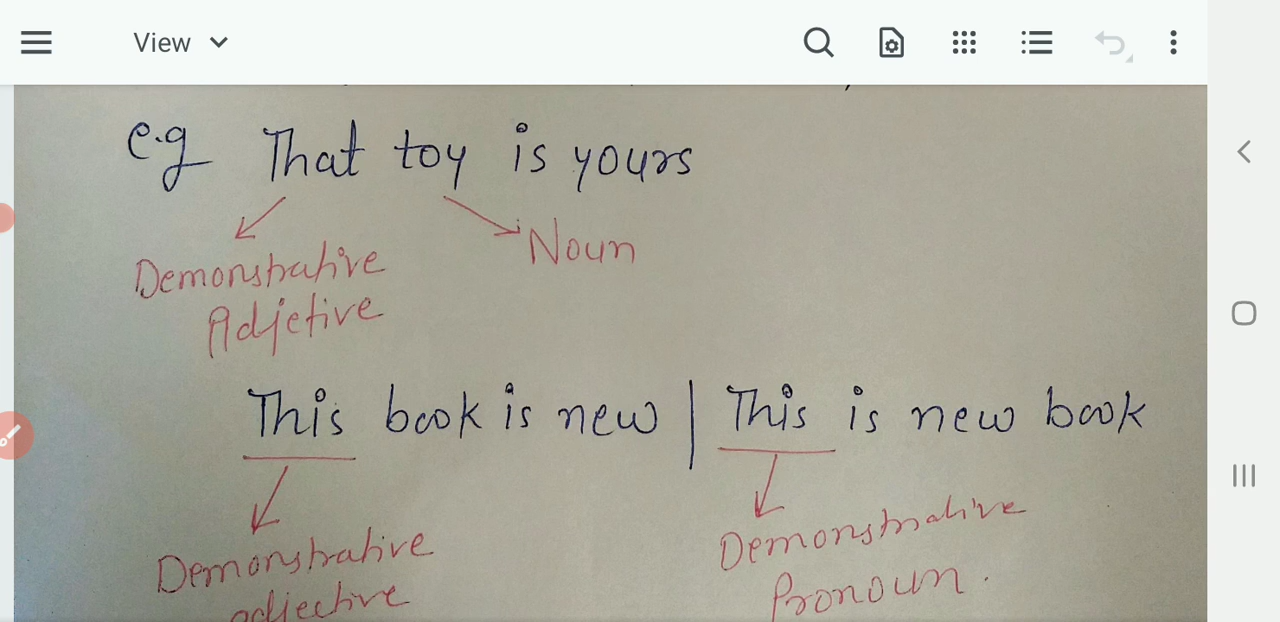 View
e.g That toy is yours
Demonstrative Noun
Adjetive
This book is new | This is new book
Demonstrative Demonstrative
adjective Pronoun.